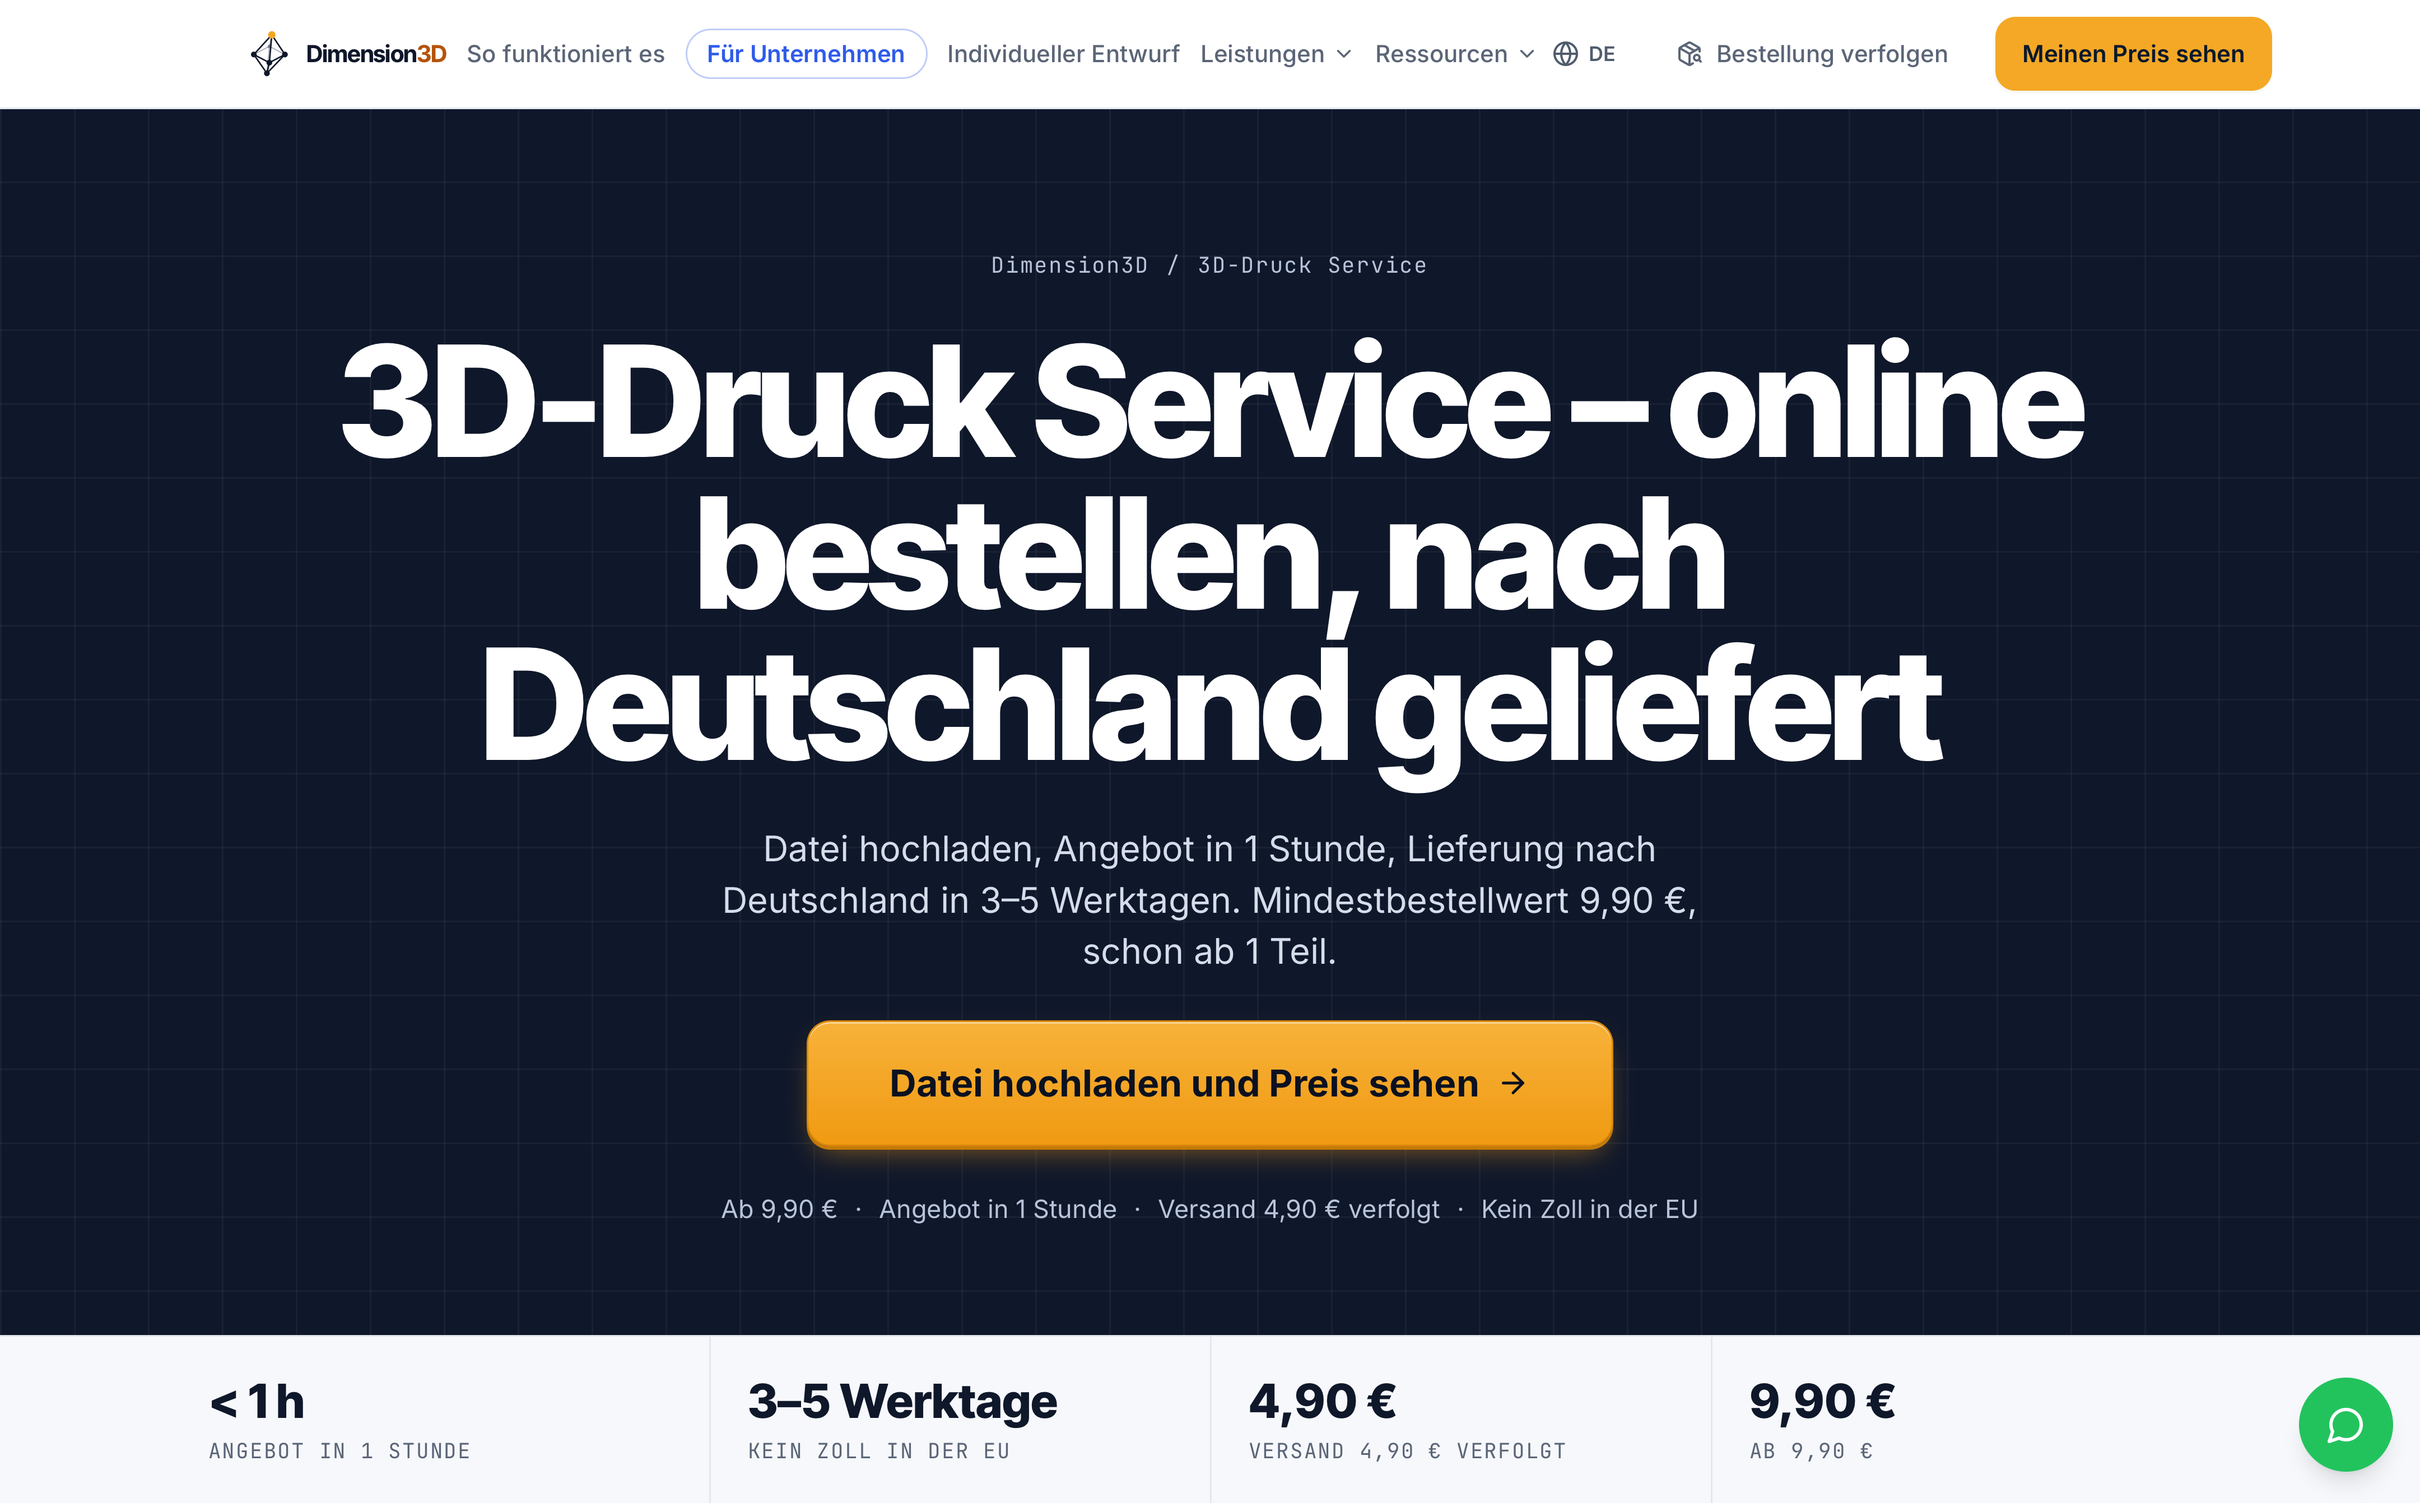 Dimension3D So funktioniert es Für Unternehmen Individueller Entwurf Leistungen Ressourcen DE Bestellung verfolgen Meinen Preis sehen
Dimension3D / 3D-Druck Service
3D-Druck Service – online
bestellen, nach
Deutschland geliefert
Datei hochladen, Angebot in 1 Stunde, Lieferung nach
Deutschland in 3–5 Werktagen. Mindestbestellwert 9,90 €,
schon ab 1 Teil.
Datei hochladen und Preis sehen →
Ab 9,90 € · Angebot in 1 Stunde · Versand 4,90 € verfolgt · Kein Zoll in der EU
< 1 h
ANGEBOT IN 1 STUNDE
3–5 Werktage
KEIN ZOLL IN DER EU
4,90 €
VERSAND 4,90 € VERFOLGT
9,90 €
AB 9,90 €